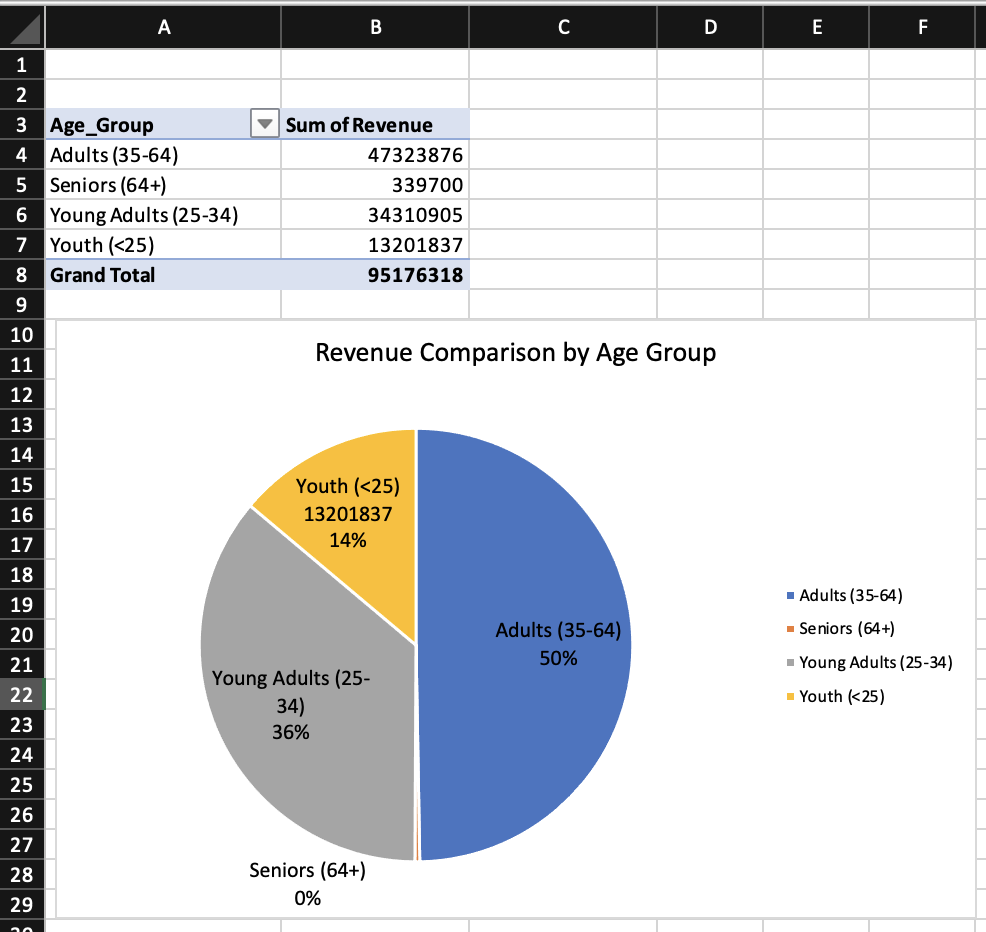 A B C D E F
1
2
3 Age_Group Sum of Revenue
4 Adults (35-64) 47323876
5 Seniors (64+) 339700
6 Young Adults (25-34) 34310905
7 Youth (<25) 13201837
8 Grand Total 95176318
9
10
Revenue Comparison by Age Group
11
12
13
14
15
16
17
18
19
20
21
22
23
24
25
26
27
28
29
Youth (<25)
13201837
14%
Adults (35-64)
50%
Young Adults (25-
34)
36%
Seniors (64+)
0%
Adults (35-64)
Seniors (64+)
Young Adults (25-34)
Youth (<25)